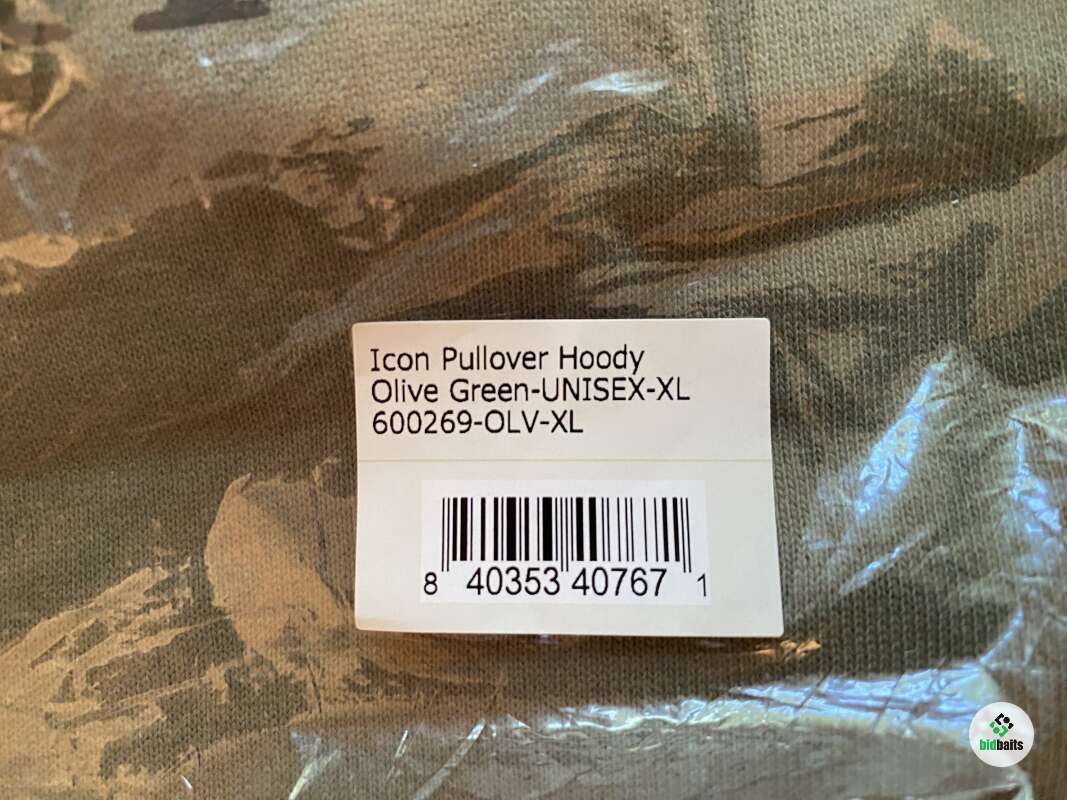 Icon Pullover Hoody
Olive Green-UNISEX-XL
600269-OLV-XL
8 40353 40767 1
bidbaits